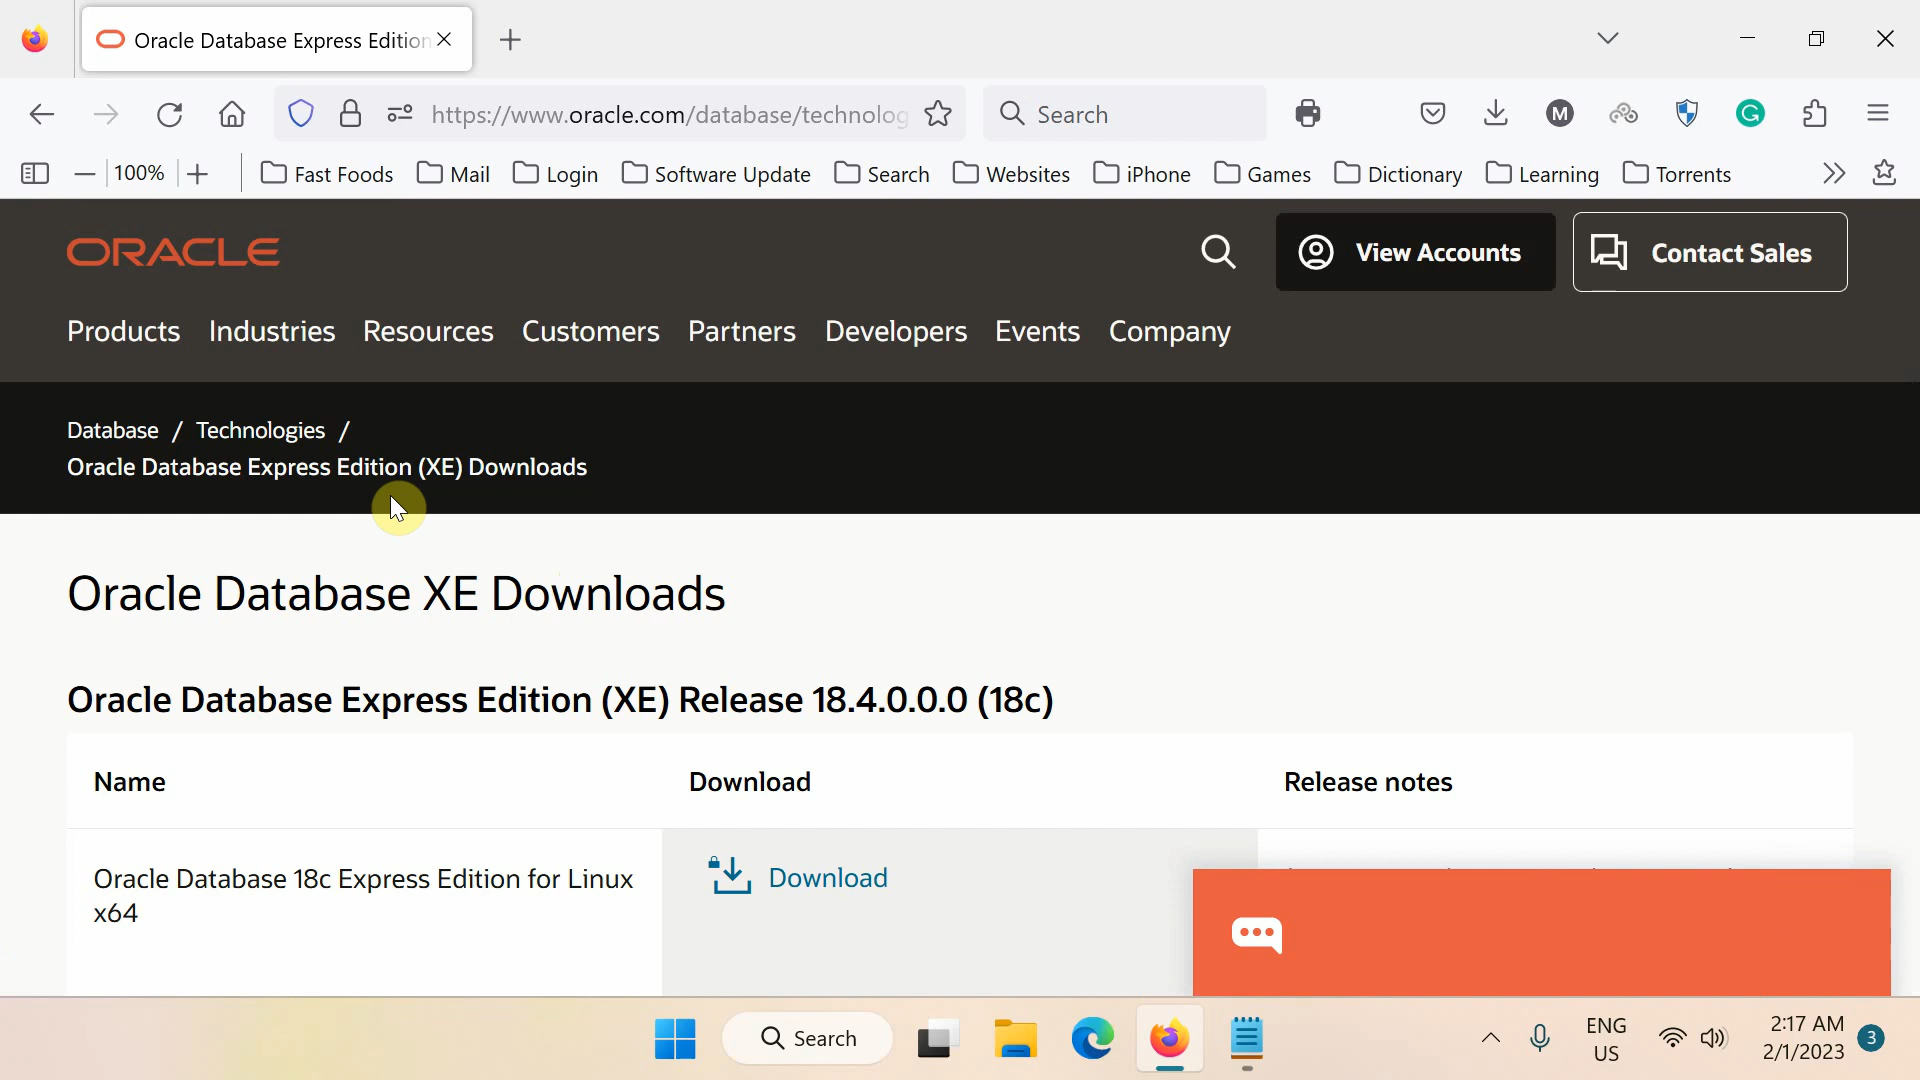 Oracle Database Express Edition
https://www.oracle.com/database/technolog
Search
M
G
100%
Fast Foods
Mail
Login
Software Update
Search
Websites
iPhone
Games
Dictionary
Learning
Torrents
ORACLE
View Accounts
Contact Sales
Products
Industries
Resources
Customers
Partners
Developers
Events
Company
Database / Technologies /
Oracle Database Express Edition (XE) Downloads
Oracle Database XE Downloads
Oracle Database Express Edition (XE) Release 18.4.0.0.0 (18c)
Name
Download
Release notes
Oracle Database 18c Express Edition for Linux
x64
Download
Search
ENG
US
2:17 AM
2/1/2023
3